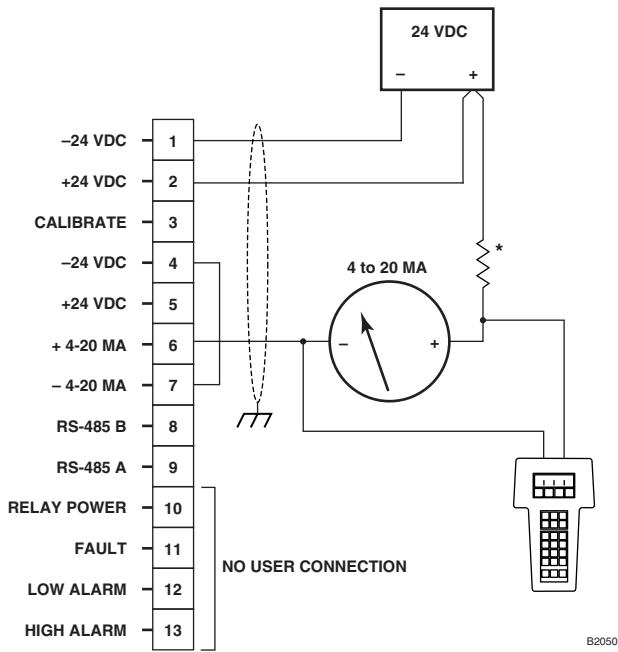 24 VDC
– +
–24 VDC 1
+24 VDC 2
CALIBRATE 3
–24 VDC 4
+24 VDC 5
+ 4-20 MA 6
– 4-20 MA 7
RS-485 B 8
RS-485 A 9
RELAY POWER 10
FAULT 11
LOW ALARM 12
HIGH ALARM 13
*
4 to 20 MA
– +
NO USER CONNECTION
B2050